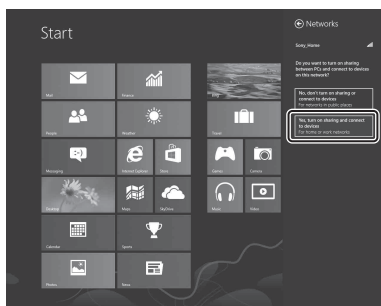 Start
Mail
Finance
People
Weather
Travel
Messaging
Internet Explorer
Store
Games
Camera
Desktop
Maps
SkyDrive
Music
Video
Calendar
Sports
Photos
News
Networks
Sony_Home
Do you want to turn on sharing
between PCs and connect to devices
on this network?
No, don't turn on sharing or
connect to devices
For networks in public places
Yes, turn on sharing and connect
to devices
For home or work networks